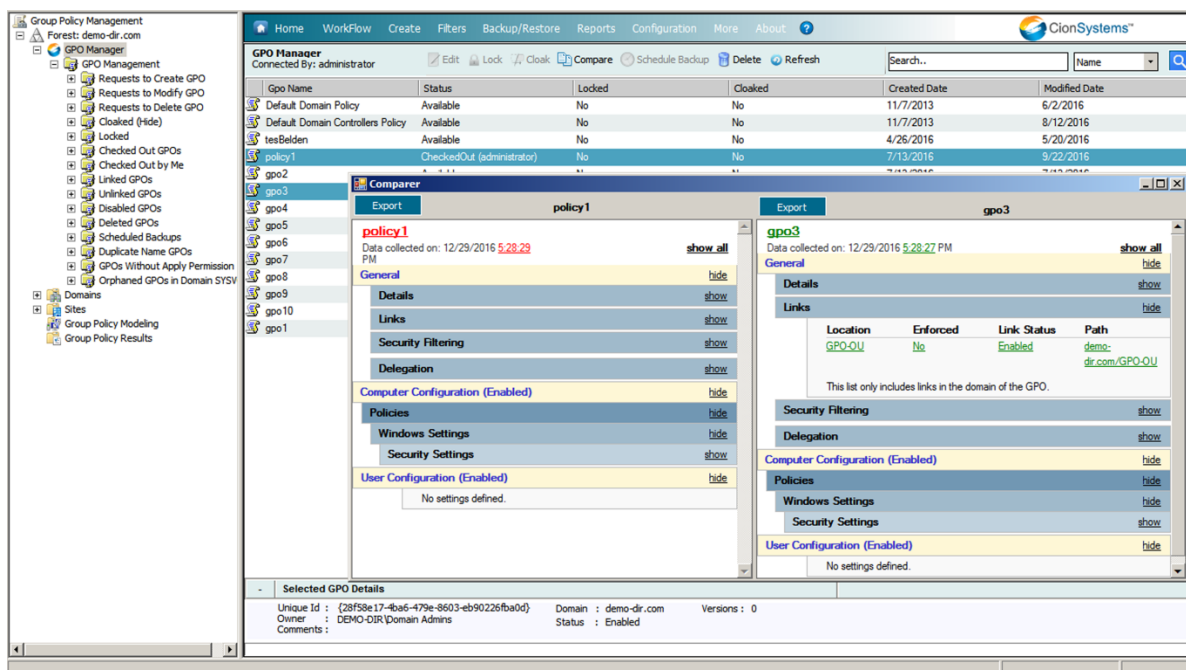 Group Policy Management
Forest: demo-dir.com
GPO Manager
GPO Management
Requests to Create GPO
Requests to Modify GPO
Requests to Delete GPO
Cloaked (Hide)
Locked
Checked Out GPOs
Checked Out by Me
Linked GPOs
Unlinked GPOs
Disabled GPOs
Deleted GPOs
Scheduled Backups
Duplicate Name GPOs
GPOs Without Apply Permission
Orphaned GPOs in Domain SYSV
Domains
Sites
Group Policy Modeling
Group Policy Results
Home WorkFlow Create Filters Backup/Restore Reports Configuration More About ?
CionSystems™
GPO Manager
Connected By: administrator
Edit Lock Cloak Compare Schedule Backup Delete Refresh
Search.. Name
Gpo Name Status Locked Cloaked Created Date Modified Date
Default Domain Policy Available No No 11/7/2013 6/2/2016
Default Domain Controllers Policy Available No No 11/7/2013 8/12/2016
tesBelden Available No No 4/26/2016 5/20/2016
policy1 CheckedOut (administrator) No No 7/13/2016 9/22/2016
gpo2
gpo3
gpo4
gpo5
gpo6
gpo7
gpo8
gpo9
gpo10
gpo1
Comparer
Export policy1
policy1
Data collected on: 12/29/2016 5:28:29
PM
show all
General hide
Details show
Links show
Security Filtering show
Delegation show
Computer Configuration (Enabled) hide
Policies hide
Windows Settings hide
Security Settings show
User Configuration (Enabled) hide
No settings defined.
Export gpo3
gpo3
Data collected on: 12/29/2016 5:28:27 PM show all
General hide
Details show
Links hide
Location Enforced Link Status Path
GPO-OU No Enabled demo-
dir.com/GPO-OU
This list only includes links in the domain of the GPO.
Security Filtering show
Delegation show
Computer Configuration (Enabled) hide
Policies hide
Windows Settings hide
Security Settings show
User Configuration (Enabled) hide
No settings defined.
- Selected GPO Details
Unique Id : {28f58e17-4ba6-479e-8603-eb90226fba0d} Domain : demo-dir.com Versions : 0
Owner : DEMO-DIR\Domain Admins Status : Enabled
Comments :